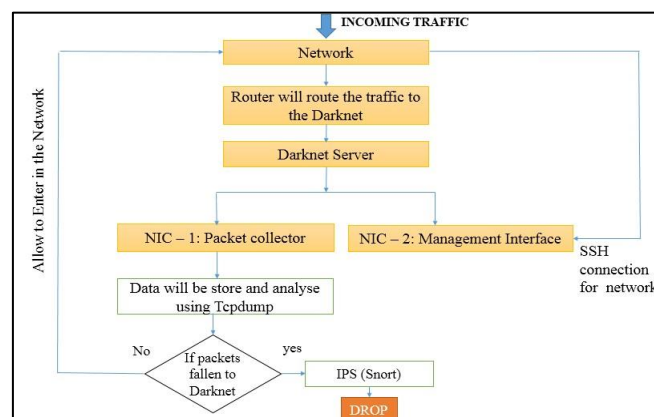 INCOMING TRAFFIC
Network
Router will route the traffic to
the Darknet
Darknet Server
NIC – 1: Packet collector
NIC – 2: Management Interface
SSH
connection
for network
Data will be store and analyse
using Tcpdump
Allow to Enter in the Network
No
If packets
fallen to
Darknet
yes
IPS (Snort)
DROP